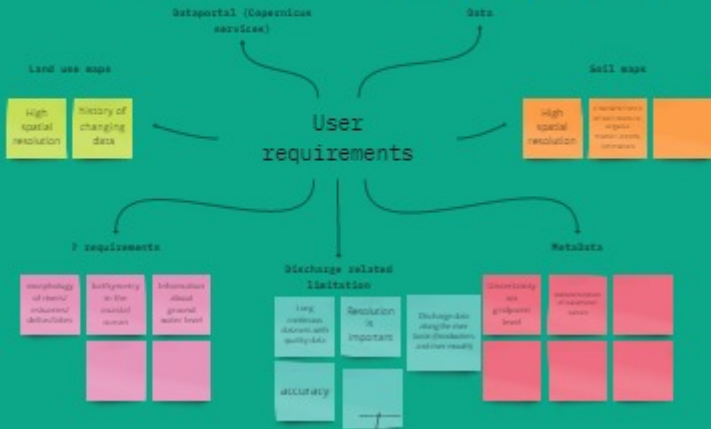 Dataportal (Copernicus
services)
Data
Land use maps
Soil maps
High
spatial
resolution
history of
changing
data
User
requirements
High
spatial
resolution
? requirements
Discharge related
limitation
MetaData
morphology
of rivers/
estuaries/
deltas/lakes
bathymetry
in the
coastal
ocean
Information
about
ground
water level
Long
continuous
datasets with
quality data
Resolution
is
important
Discharge data
along the river
and river mouth)
Uncertainty
on
gridpoint
level
accuracy